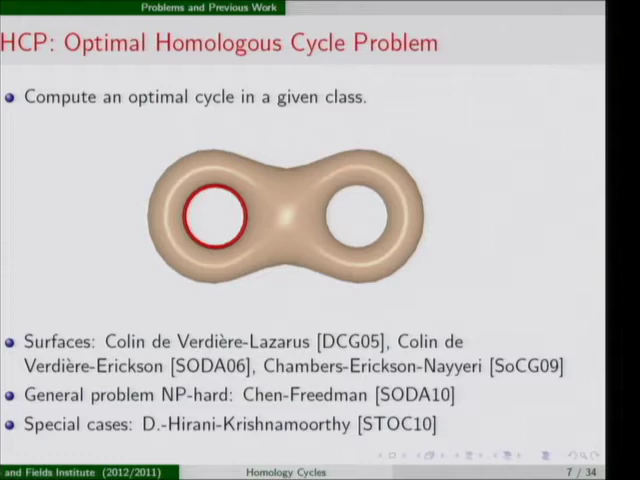 Problems and Previous Work
HCP: Optimal Homologous Cycle Problem
Compute an optimal cycle in a given class.
Surfaces: Colin de Verdière-Lazarus [DCG05], Colin de
Verdière-Erickson [SODA06], Chambers-Erickson-Nayyeri [SoCG09]
General problem NP-hard: Chen-Freedman [SODA10]
Special cases: D.-Hirani-Krishnamoorthy [STOC10]
and Fields Institute (2012/2011)
Homology Cycles
7 / 34